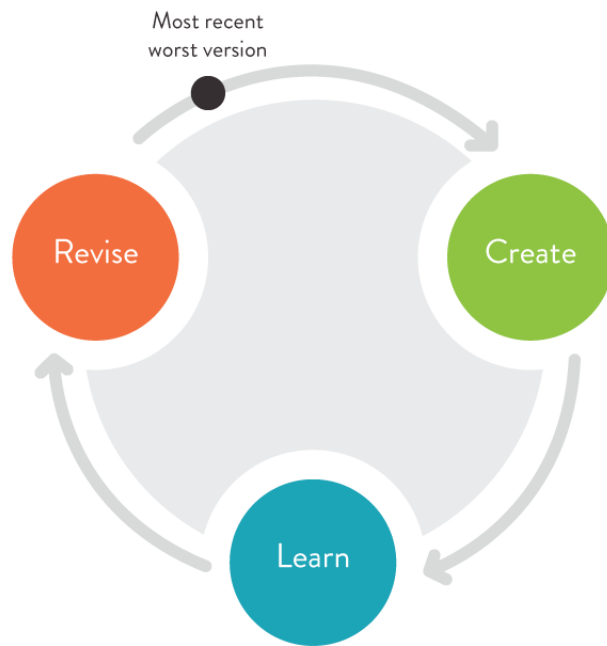 Most recent
worst version
Revise
Create
Learn